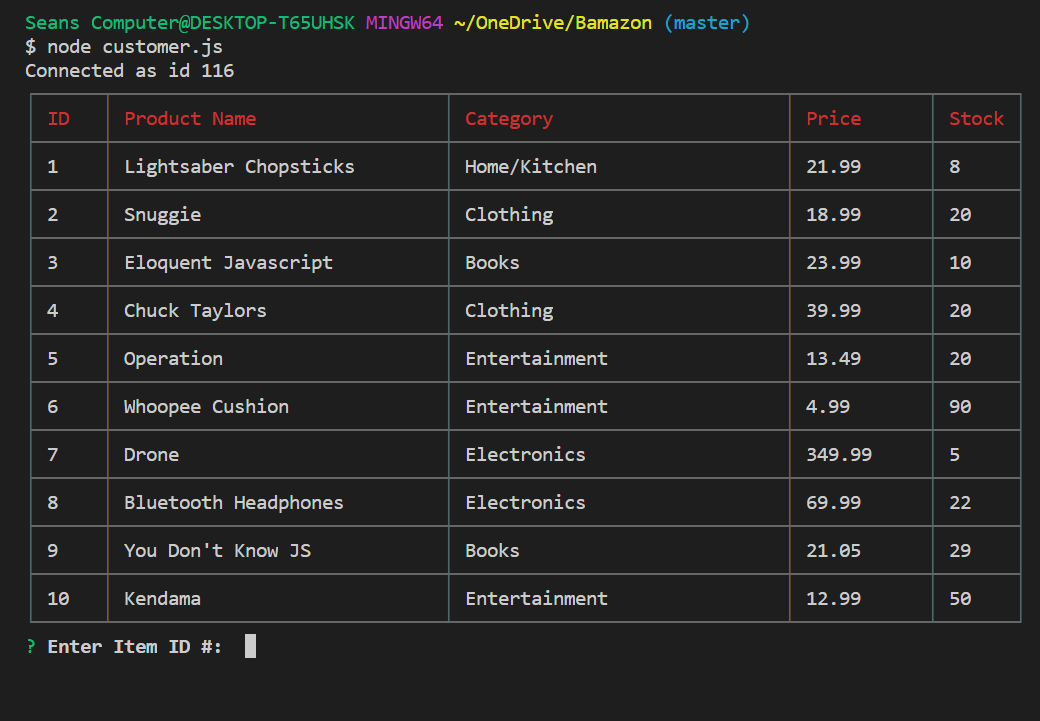 Seans Computer@DESKTOP-T65UHSK MINGW64 ~/OneDrive/Bamazon (master)
$ node customer.js
Connected as id 116
ID Product Name Category Price Stock
1 Lightsaber Chopsticks Home/Kitchen 21.99 8
2 Snuggie Clothing 18.99 20
3 Eloquent Javascript Books 23.99 10
4 Chuck Taylors Clothing 39.99 20
5 Operation Entertainment 13.49 20
6 Whoopee Cushion Entertainment 4.99 90
7 Drone Electronics 349.99 5
8 Bluetooth Headphones Electronics 69.99 22
9 You Don't Know JS Books 21.05 29
10 Kendama Entertainment 12.99 50
? Enter Item ID #: